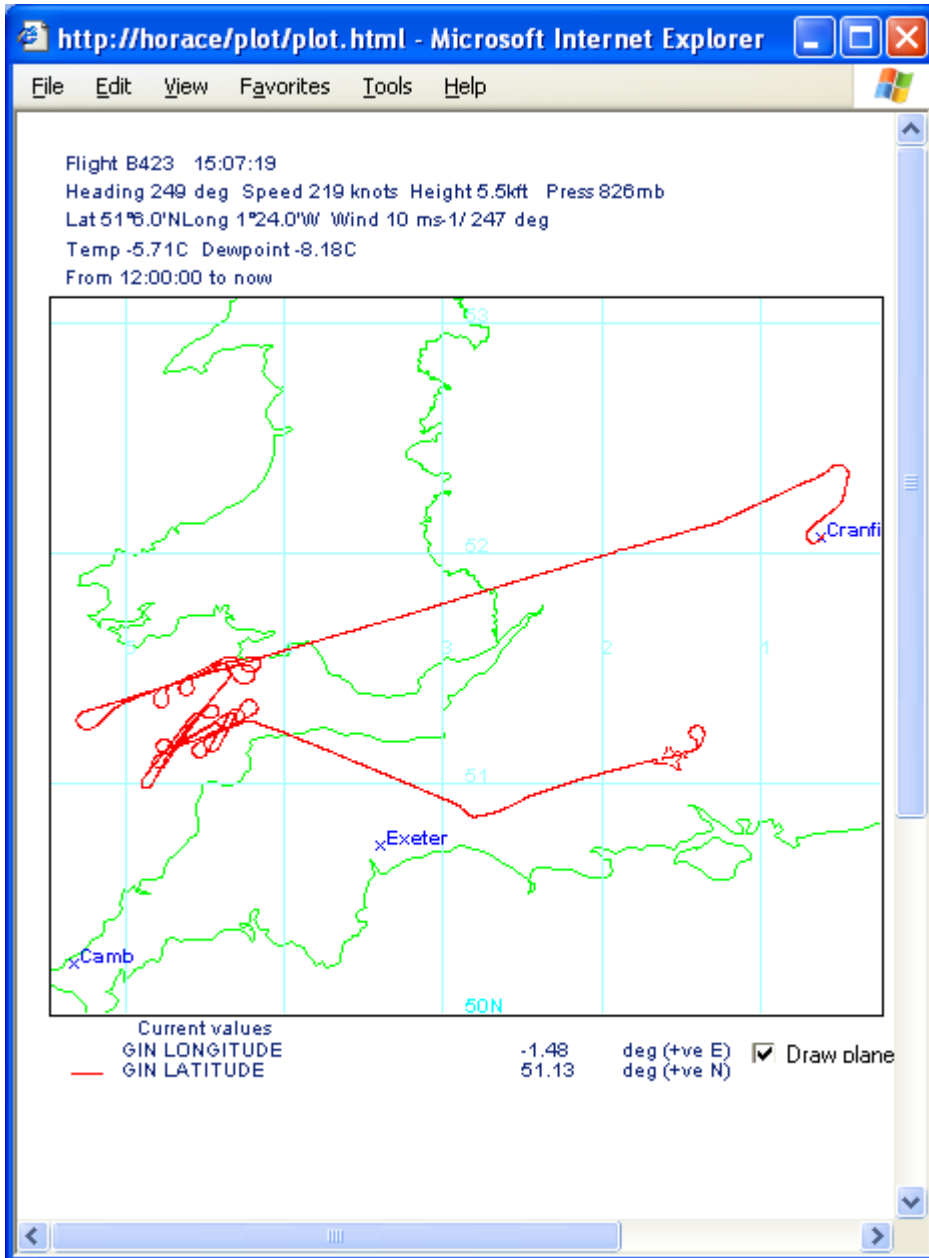 http://horace/plot/plot.html - Microsoft Internet Explorer
File Edit View Favorites Tools Help
Flight B423 15:07:19
Heading 249 deg Speed 219 knots Height 5.5kft Press 826mb
Lat 51°6.0'NLong 1°24.0'W Wind 10 ms-1/ 247 deg
Temp -5.71C Dewpoint -8.18C
From 12:00:00 to now
53
Cranfi
52
5 3 2 1
51
Exeter
Camb
50N
Current values
GIN LONGITUDE -1.48 deg (+ve E) Draw plane
GIN LATITUDE 51.13 deg (+ve N)